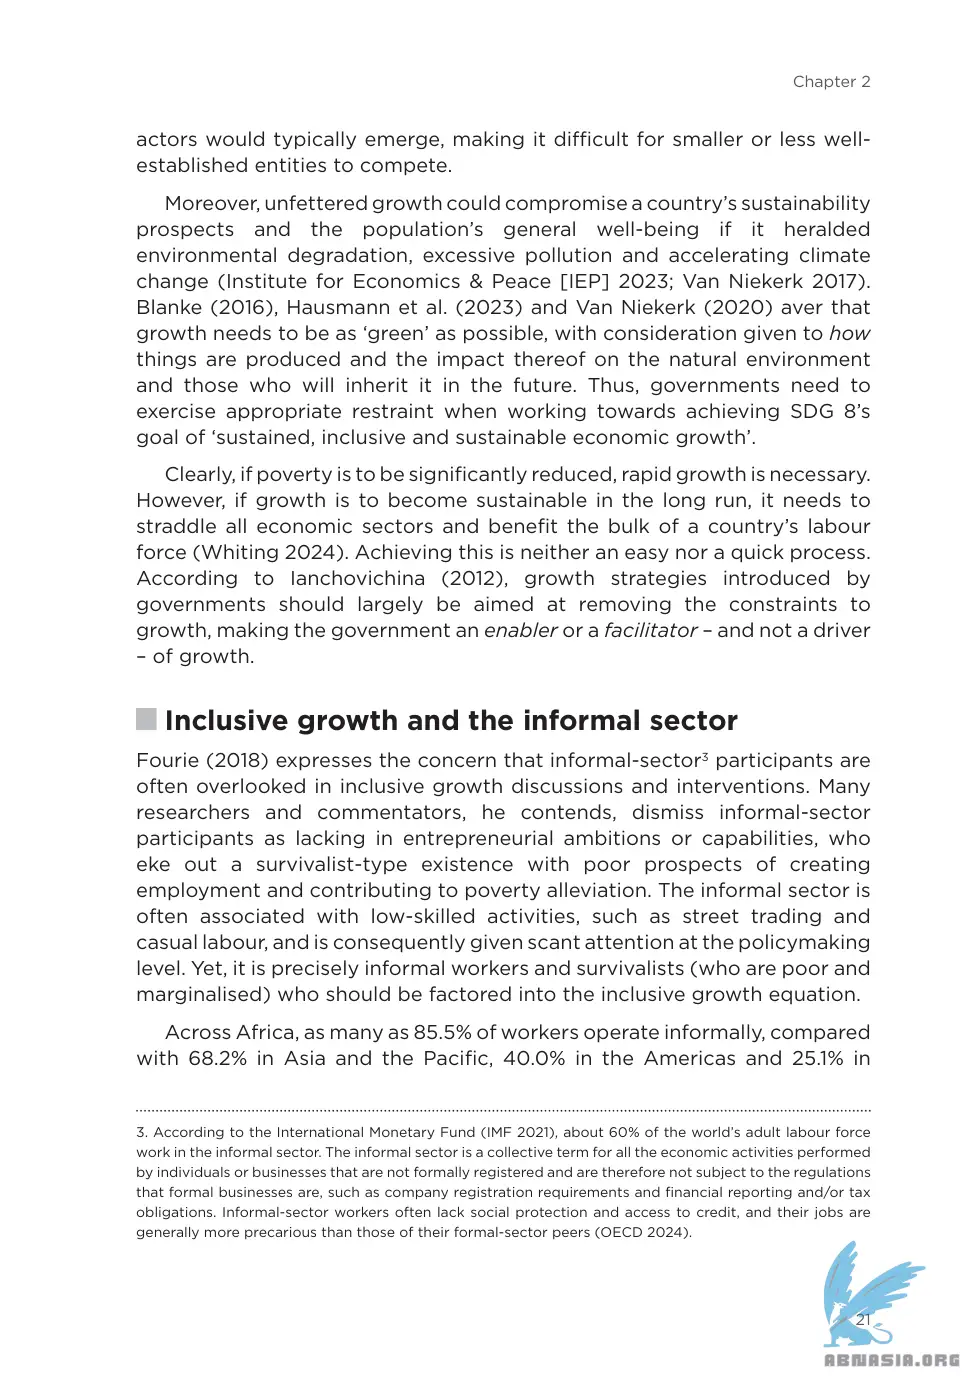 Chapter 2
actors would typically emerge, making it difficult for smaller or less well-
established entities to compete.
Moreover, unfettered growth could compromise a country’s sustainability
prospects and the population’s general well-being if it heralded
environmental degradation, excessive pollution and accelerating climate
change (Institute for Economics & Peace [IEP] 2023; Van Niekerk 2017).
Blanke (2016), Hausmann et al. (2023) and Van Niekerk (2020) aver that
growth needs to be as ‘green’ as possible, with consideration given to how
things are produced and the impact thereof on the natural environment
and those who will inherit it in the future. Thus, governments need to
exercise appropriate restraint when working towards achieving SDG 8’s
goal of ‘sustained, inclusive and sustainable economic growth’.
Clearly, if poverty is to be significantly reduced, rapid growth is necessary.
However, if growth is to become sustainable in the long run, it needs to
straddle all economic sectors and benefit the bulk of a country’s labour
force (Whiting 2024). Achieving this is neither an easy nor a quick process.
According to Ianchovichina (2012), growth strategies introduced by
governments should largely be aimed at removing the constraints to
growth, making the government an enabler or a facilitator – and not a driver
– of growth.
Inclusive growth and the informal sector
Fourie (2018) expresses the concern that informal-sector³ participants are
often overlooked in inclusive growth discussions and interventions. Many
researchers and commentators, he contends, dismiss informal-sector
participants as lacking in entrepreneurial ambitions or capabilities, who
eke out a survivalist-type existence with poor prospects of creating
employment and contributing to poverty alleviation. The informal sector is
often associated with low-skilled activities, such as street trading and
casual labour, and is consequently given scant attention at the policymaking
level. Yet, it is precisely informal workers and survivalists (who are poor and
marginalised) who should be factored into the inclusive growth equation.
Across Africa, as many as 85.5% of workers operate informally, compared
with 68.2% in Asia and the Pacific, 40.0% in the Americas and 25.1% in
3. According to the International Monetary Fund (IMF 2021), about 60% of the world’s adult labour force
work in the informal sector. The informal sector is a collective term for all the economic activities performed
by individuals or businesses that are not formally registered and are therefore not subject to the regulations
that formal businesses are, such as company registration requirements and financial reporting and/or tax
obligations. Informal-sector workers often lack social protection and access to credit, and their jobs are
generally more precarious than those of their formal-sector peers (OECD 2024).
21
ABNASIA.ORG